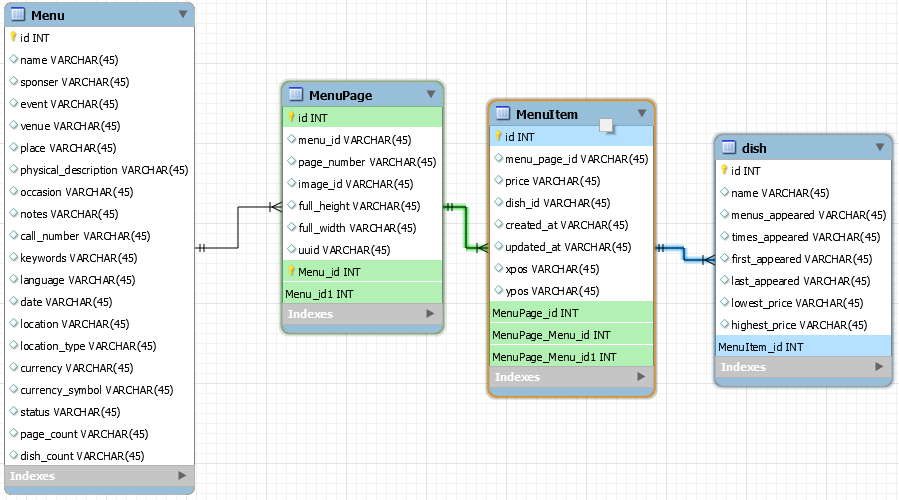 Menu
id INT
name VARCHAR(45)
sponser VARCHAR(45)
event VARCHAR(45)
venue VARCHAR(45)
place VARCHAR(45)
physical_description VARCHAR(45)
occasion VARCHAR(45)
notes VARCHAR(45)
call_number VARCHAR(45)
keywords VARCHAR(45)
language VARCHAR(45)
date VARCHAR(45)
location VARCHAR(45)
location_type VARCHAR(45)
currency VARCHAR(45)
currency_symbol VARCHAR(45)
status VARCHAR(45)
page_count VARCHAR(45)
dish_count VARCHAR(45)
Indexes
MenuPage
id INT
menu_id VARCHAR(45)
page_number VARCHAR(45)
image_id VARCHAR(45)
full_height VARCHAR(45)
full_width VARCHAR(45)
uuid VARCHAR(45)
Menu_id INT
Menu_id1 INT
Indexes
MenuItem
id INT
menu_page_id VARCHAR(45)
price VARCHAR(45)
dish_id VARCHAR(45)
created_at VARCHAR(45)
updated_at VARCHAR(45)
xpos VARCHAR(45)
ypos VARCHAR(45)
MenuPage_id INT
MenuPage_Menu_id INT
MenuPage_Menu_id1 INT
Indexes
dish
id INT
name VARCHAR(45)
menus_appeared VARCHAR(45)
times_appeared VARCHAR(45)
first_appeared VARCHAR(45)
last_appeared VARCHAR(45)
lowest_price VARCHAR(45)
highest_price VARCHAR(45)
MenuItem_id INT
Indexes